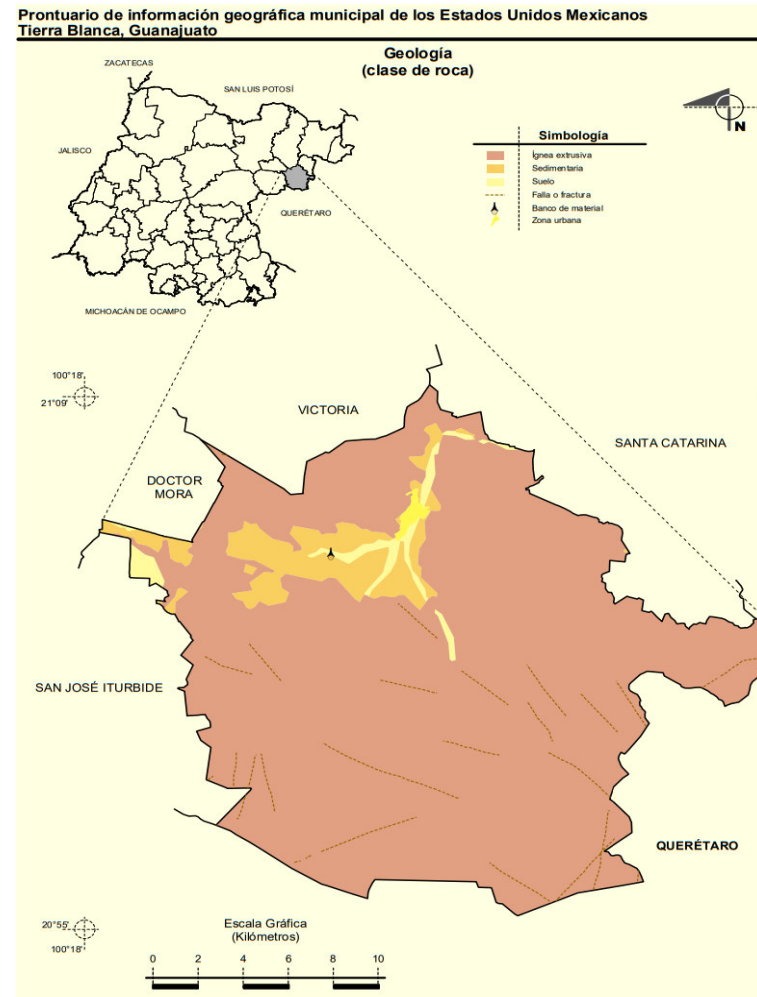 Prontuario de información geográfica municipal de los Estados Unidos Mexicanos
Tierra Blanca, Guanajuato
Geología
(clase de roca)
ZACATECAS
SAN LUIS POTOSÍ
JALISCO
QUERÉTARO
MICHOACÁN DE OCAMPO
N
Simbología
Ígnea extrusiva
Sedimentaria
Suelo
Falla o fractura
Banco de material
Zona urbana
100°18'
21°09'
VICTORIA
SANTA CATARINA
DOCTOR
MORA
SAN JOSÉ ITURBIDE
QUERÉTARO
20°55'
100°18'
Escala Gráfica
(Kilómetros)
0 2 4 6 8 10